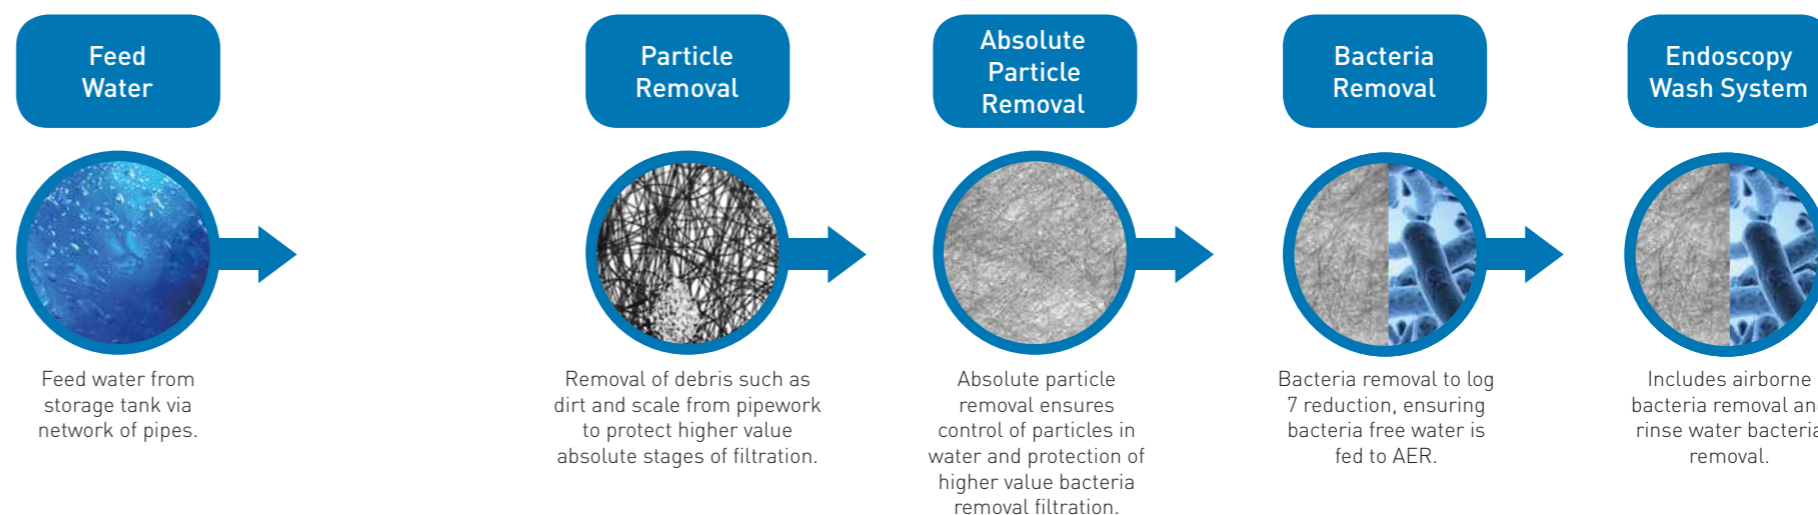 Feed
Water
Feed water from
storage tank via
network of pipes.
Particle
Removal
Removal of debris such as
dirt and scale from pipework
to protect higher value
absolute stages of filtration.
Absolute
Particle
Removal
Absolute particle
removal ensures
control of particles in
water and protection of
higher value bacteria
removal filtration.
Bacteria
Removal
Bacteria removal to log
7 reduction, ensuring
bacteria free water is
fed to AER.
Endoscopy
Wash System
Includes airborne
bacteria removal an
rinse water bacteria
removal.